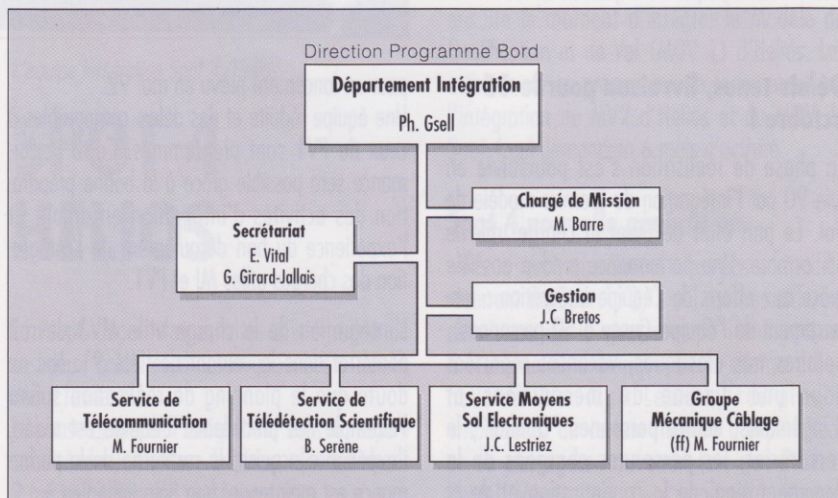 Direction Programme Bord
Département Intégration
Ph. Gsell
Chargé de Mission
M. Barre
Secrétariat
E. Vital
G. Girard-Jallais
Gestion
J.C. Bretos
Service de
Télécommunication
M. Fournier
Service de
Télédétection Scientifique
B.X. Serène
Service Moyens
Sol Electriques
J.C. Lestriez
Groupe
Mécanique Câblage
(ff) M. Fournier